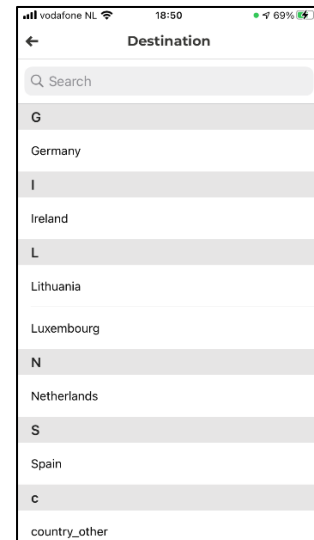 vodafone NL 18:50 69%
Destination
Search
G
Germany
I
Ireland
L
Lithuania
Luxembourg
N
Netherlands
S
Spain
c
country_other